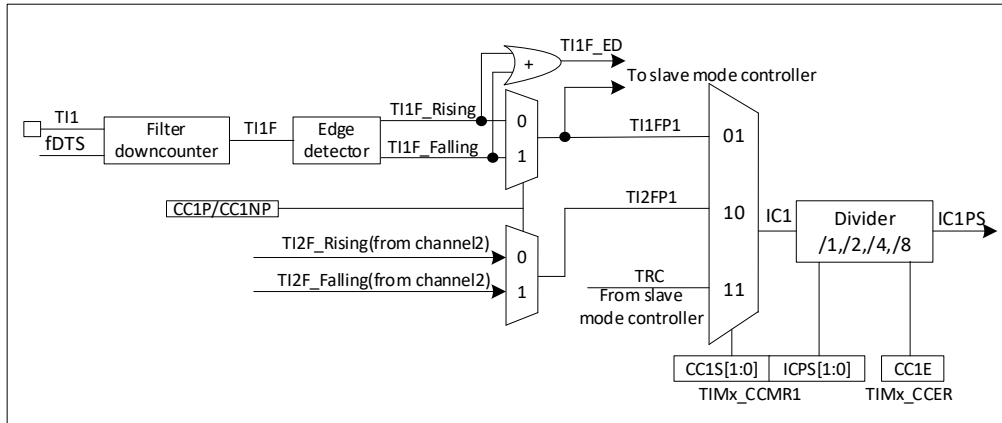 TI1F_ED
+
To slave mode controller
TI1
fDTS
Filter
downcounter
TI1F
Edge
detector
TI1F_Rising
TI1F_Falling
0
1
TI1FP1
01
CC1P/CC1NP
TI2FP1
10
IC1
Divider
/1,/2,/4,/8
IC1PS
TI2F_Rising(from channel2)
TI2F_Falling(from channel2)
0
1
TRC
From slave
mode controller
11
CC1S[1:0]
ICPS[1:0]
CC1E
TIMx_CCMR1
TIMx_CCER